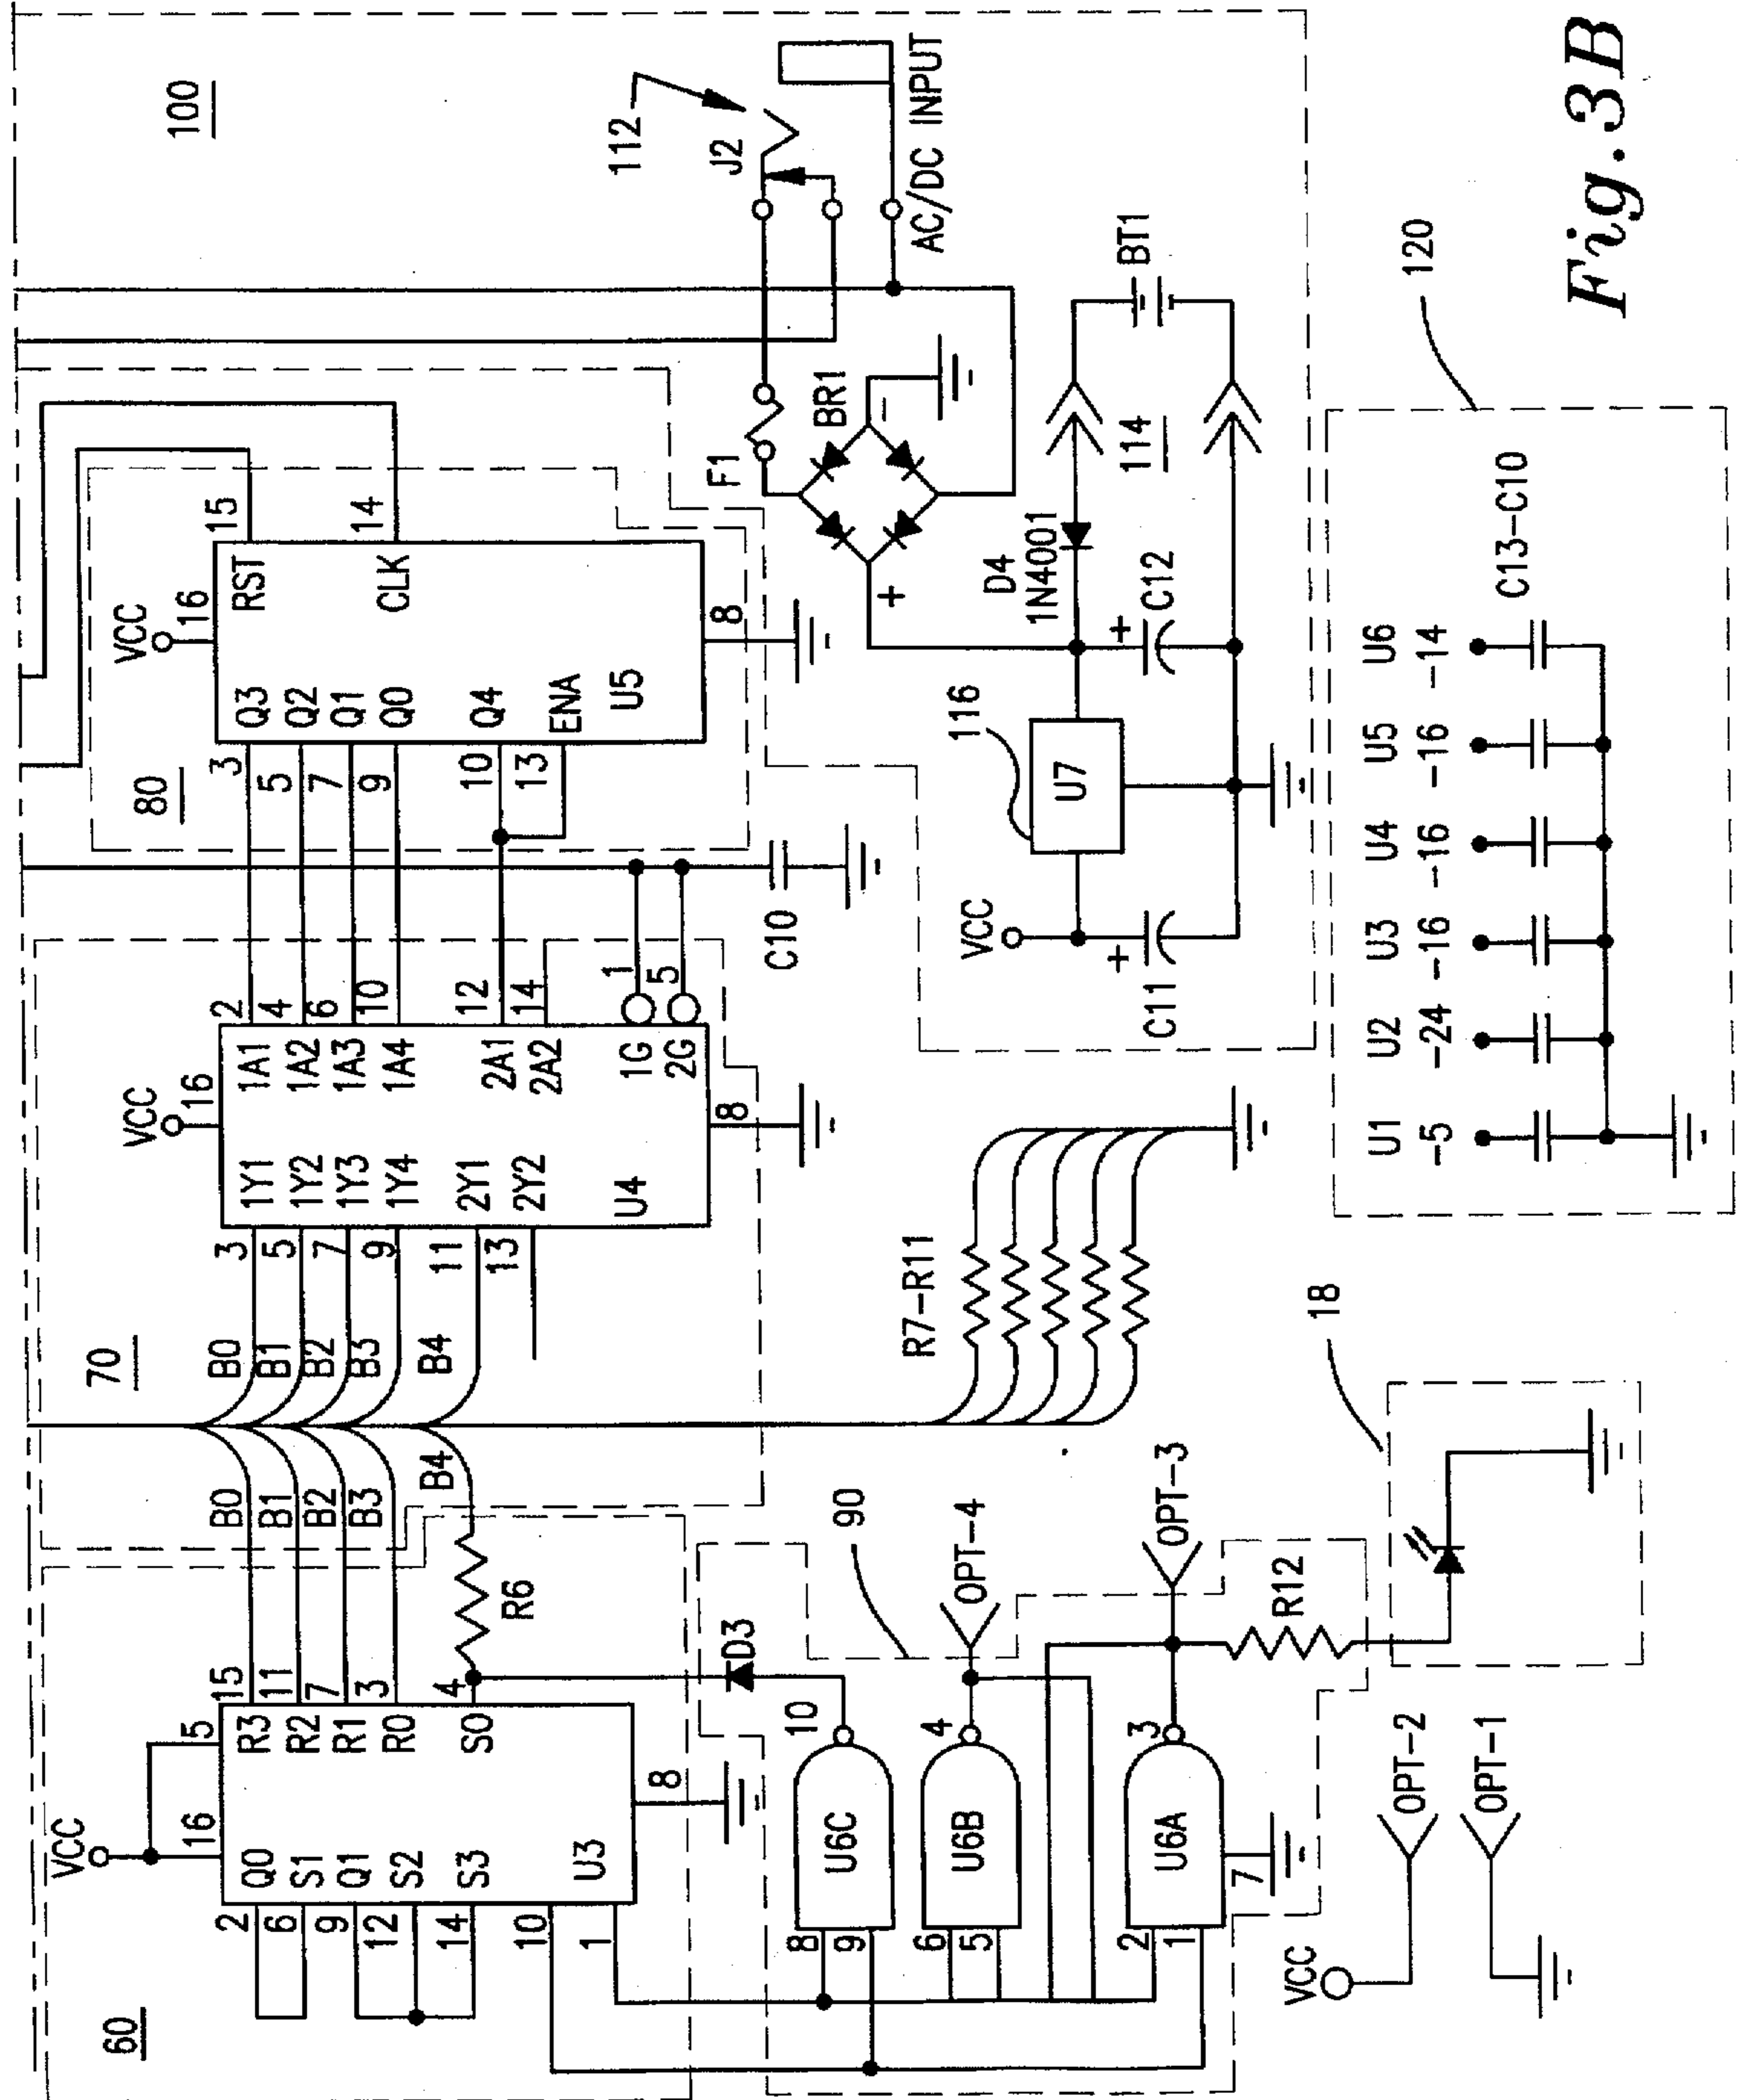 60
VCC
16
5
Q0
S1
Q1
S2
S3
U3
R3
R2
R1
R0
S0
2
6
9
12
14
10
1
15
11
7
3
4
8
R6
B0
B1
B2
B3
B4
70
B0
B1
B2
B3
B4
VCC
16
1Y1
1Y2
1Y3
1Y4
2Y1
2Y2
U4
1A1
1A2
1A3
1A4
2A1
2A2
1G
2G
3
5
7
9
11
13
2
4
6
10
12
14
1
5
8
C10
80
VCC
16
Q3
Q2
Q1
Q0
Q4
ENA
U5
RST
CLK
3
5
7
9
10
13
15
14
8
100
112
J2
AC/DC INPUT
F1
BR1
+
-
D4
1N4001
114
BT1
116
U7
VCC
C11
+
C12
+
D3
90
U6C
8
9
10
U6B
6
5
4
OPT-4
U6A
2
1
3
7
OPT-3
R12
R7-R11
18
VCC
OPT-2
OPT-1
120
U1
U2
U3
U4
U5
U6
-5
-24
-16
-16
-16
-14
C13-C10
Fig. 3B